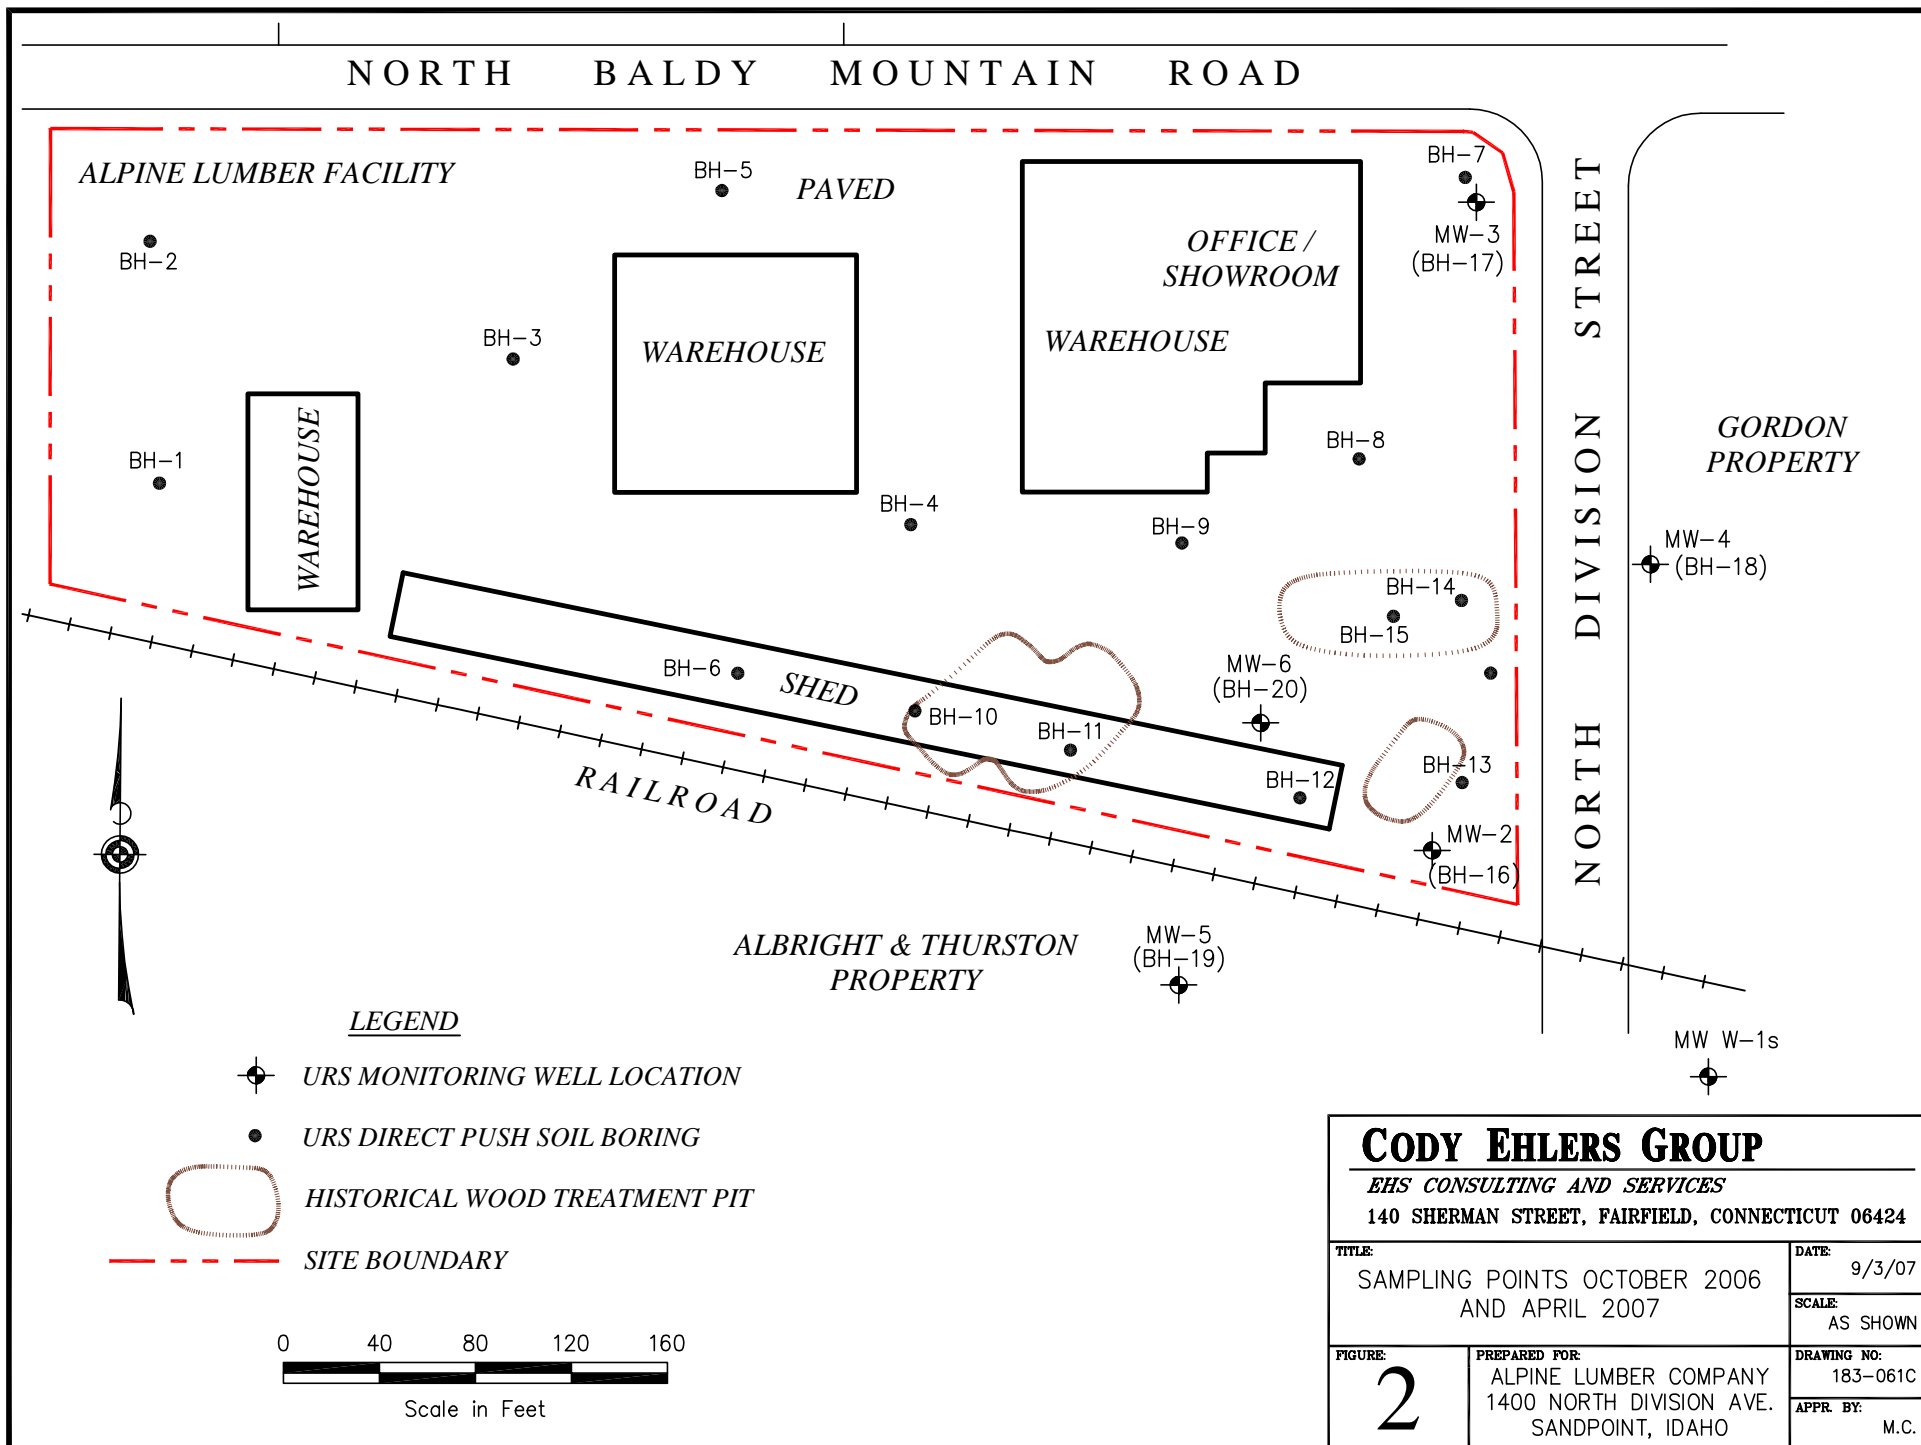 NORTH BALDY MOUNTAIN ROAD
ALPINE LUMBER FACILITY
BH-5
PAVED
BH-7
MW-3
(BH-17)
BH-2
OFFICE /
SHOWROOM
BH-3
WAREHOUSE
WAREHOUSE
NORTH DIVISION STREET
GORDON
PROPERTY
BH-1
WAREHOUSE
BH-8
BH-4
BH-9
MW-4
(BH-18)
BH-14
BH-15
BH-6
SHED
MW-6
(BH-20)
BH-10
BH-11
BH-12
BH-13
RAILROAD
MW-2
(BH-16)
ALBRIGHT & THURSTON
PROPERTY
MW-5
(BH-19)
MW W-1s
LEGEND
URS MONITORING WELL LOCATION
URS DIRECT PUSH SOIL BORING
HISTORICAL WOOD TREATMENT PIT
SITE BOUNDARY
0 40 80 120 160
Scale in Feet
CODY EHLERS GROUP
EHS CONSULTING AND SERVICES
140 SHERMAN STREET, FAIRFIELD, CONNECTICUT 06424
TITLE:
SAMPLING POINTS OCTOBER 2006
AND APRIL 2007
DATE:
9/3/07
SCALE:
AS SHOWN
FIGURE:
2
PREPARED FOR:
ALPINE LUMBER COMPANY
1400 NORTH DIVISION AVE.
SANDPOINT, IDAHO
DRAWING NO:
183-061C
APPR. BY:
M.C.